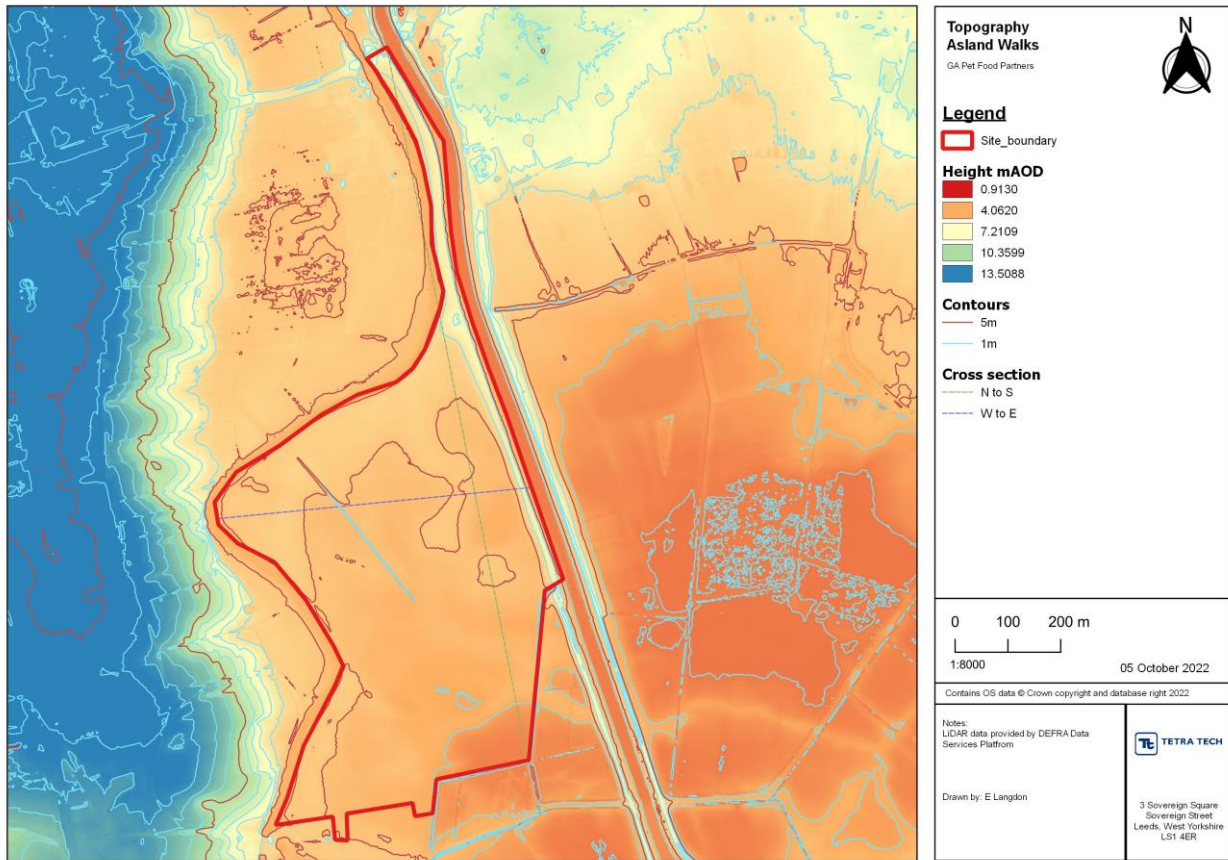 Topography
Asland Walks
GA Pet Food Partners
N
Legend
Site_boundary
Height mAOD
0.9130
4.0620
7.2109
10.3599
13.5088
Contours
5m
1m
Cross section
N to S
W to E
0 100 200 m
1:8000
05 October 2022
Contains OS data © Crown copyright and database right 2022
Notes:
LiDAR data provided by DEFRA Data
Services Platfrom
Drawn by: E Langdon
Tt TETRA TECH
3 Sovereign Square
Sovereign Street
Leeds, West Yorkshire
LS1 4ER